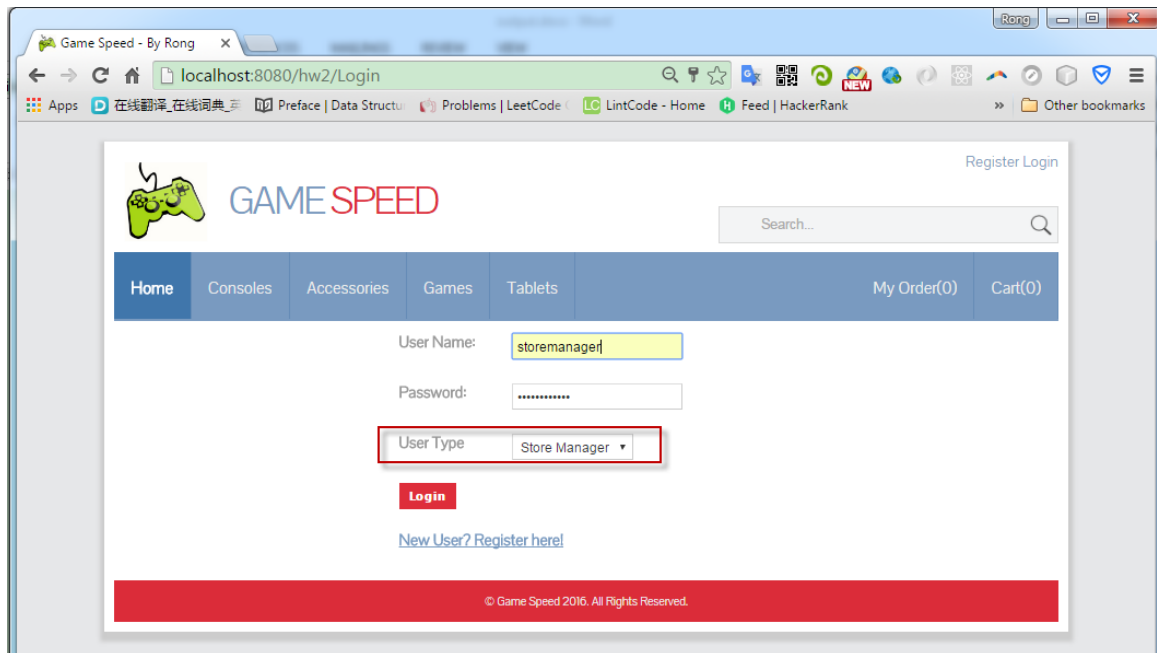 Rong
Game Speed - By Rong
localhost:8080/hw2/Login
NEW
Apps 在线翻译_在线词典_ Preface | Data Structu Problems | LeetCode LC LintCode - Home Feed | HackerRank » Other bookmarks
Register Login
GAME SPEED
Search...
Home Consoles Accessories Games Tablets My Order(0) Cart(0)
User Name: storemanager
Password: ••••••••••••
User Type Store Manager
Login
New User? Register here!
© Game Speed 2016. All Rights Reserved.